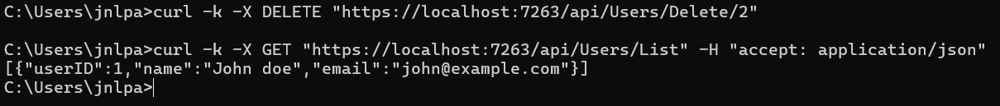 C:\Users\jnlpa>curl -k -X DELETE "https://localhost:7263/api/Users/Delete/2"
C:\Users\jnlpa>curl -k -X GET "https://localhost:7263/api/Users/List" -H "accept: application/json"
[{"userID":1,"name":"John doe","email":"john@example.com"}]
C:\Users\jnlpa>